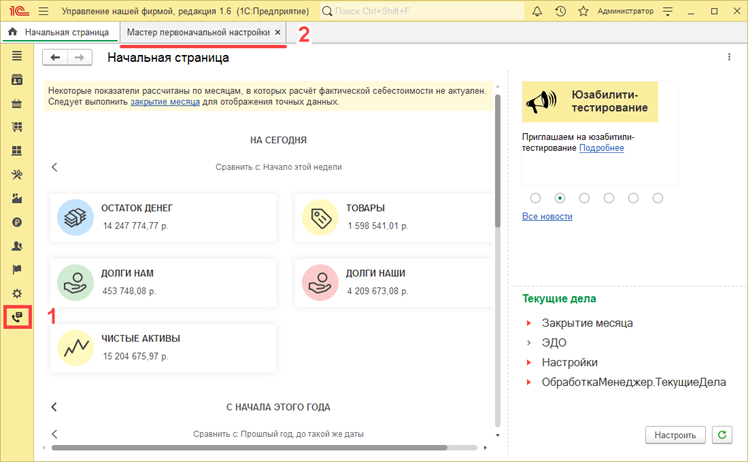 1С Управление нашей фирмой, редакция 1.6 (1С:Предприятие) Поиск Ctrl+Shift+F Администратор
Начальная страница Мастер первоначальной настройки × 2
Начальная страница
Некоторые показатели рассчитаны по месяцам, в которых расчёт фактической себестоимости не актуален.
Следует выполнить закрытие месяца для отображения точных данных.
НА СЕГОДНЯ
Сравнить с: Начало этой недели
ОСТАТОК ДЕНЕГ
14 247 774,77 р.
ТОВАРЫ
1 598 541,01 р.
ДОЛГИ НАМ
453 748,08 р.
ДОЛГИ НАШИ
4 209 673,08 р.
1
ЧИСТЫЕ АКТИВЫ
15 204 675,97 р.
С НАЧАЛА ЭТОГО ГОДА
Сравнить с: Прошлый год, до такой же даты
Юзабилити-
тестирование
Приглашаем на юзабитили-
тестирование Подробнее
Все новости
Текущие дела
Закрытие месяца
ЭДО
Настройки
ОбработкаМенеджер.ТекущиеДела
Настроить